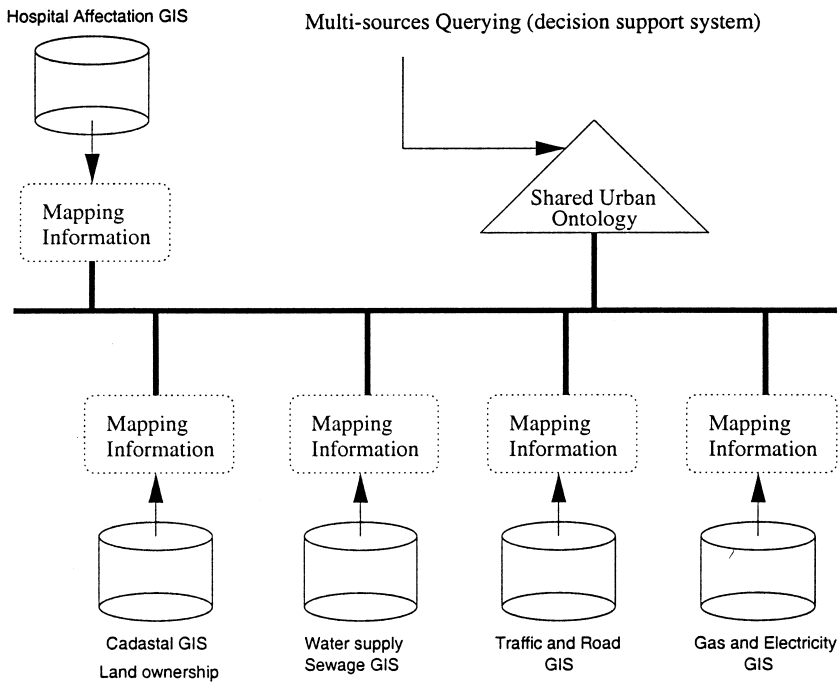 Hospital Affectation GIS
Multi-sources Querying (decision support system)
Mapping
Information
Shared Urban
Ontology
Mapping
Information
Mapping
Information
Mapping
Information
Mapping
Information
Cadastal GIS
Land ownership
Water supply
Sewage GIS
Traffic and Road
GIS
Gas and Electricity
GIS